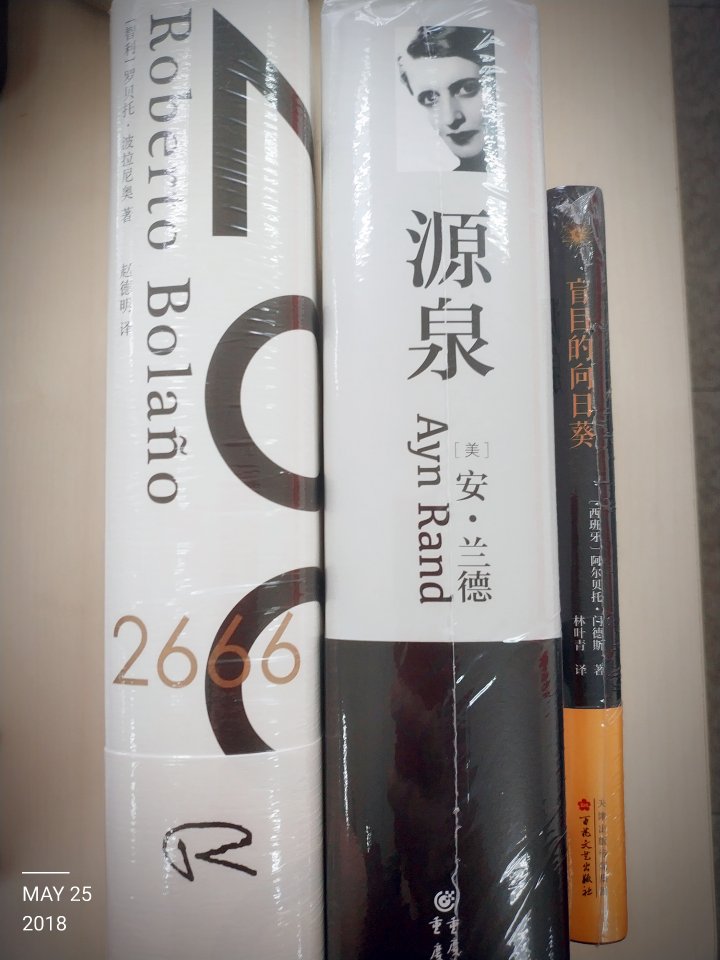 Roberto Bolaño
[智利] 罗贝托·波拉尼奥 著
赵德明 译
2666
源泉
Ayn Rand
[美] 安·兰德
重庆
盲目的向日葵
[西班牙] 阿尔贝托·门德斯 著
林叶青 译
百花文艺出版社
MAY 25
2018